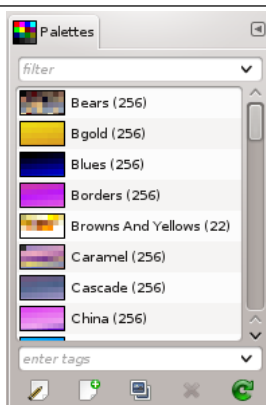 Palettes
filter
Bears (256)
Bgold (256)
Blues (256)
Borders (256)
Browns And Yellows (22)
Caramel (256)
Cascade (256)
China (256)
enter tags